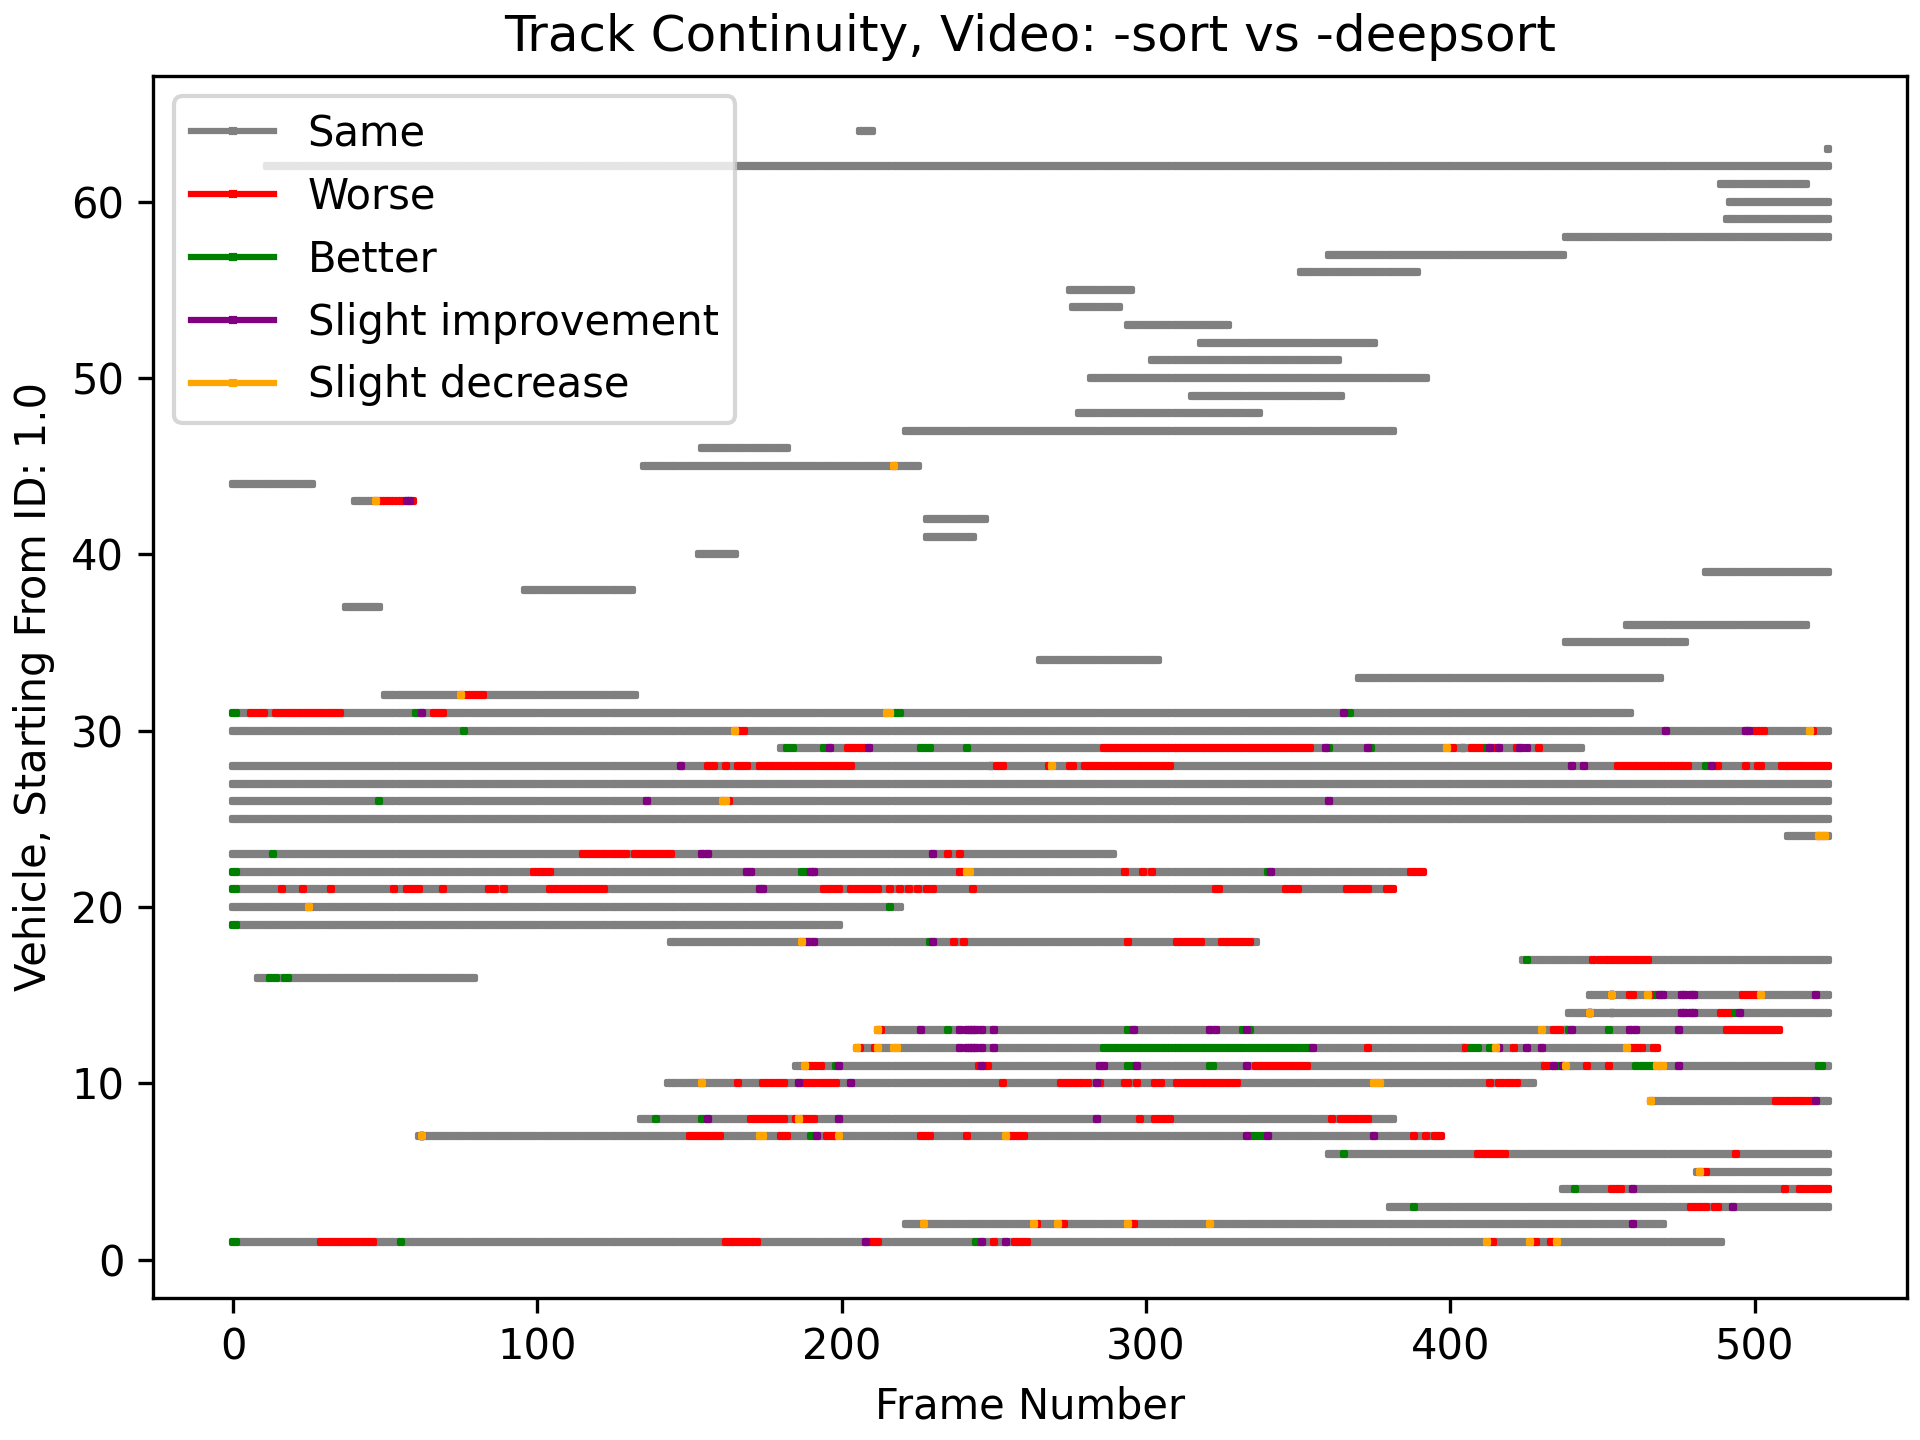 Track Continuity, Video: -sort vs -deepsort
Same
Worse
Better
Slight improvement
Slight decrease
60
50
40
30
20
10
0
Vehicle, Starting From ID: 1.0
0 100 200 300 400 500
Frame Number